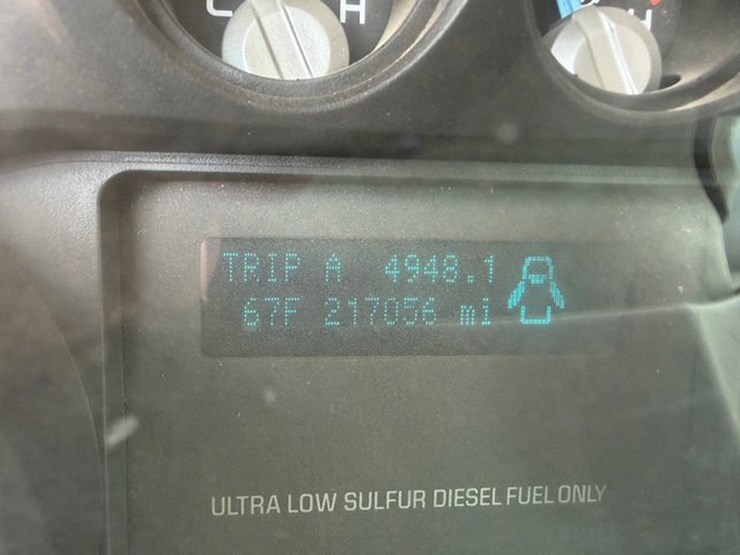 H
TRIP A 4948.1
67F 217056 mi
ULTRA LOW SULFUR DIESEL FUEL ONLY